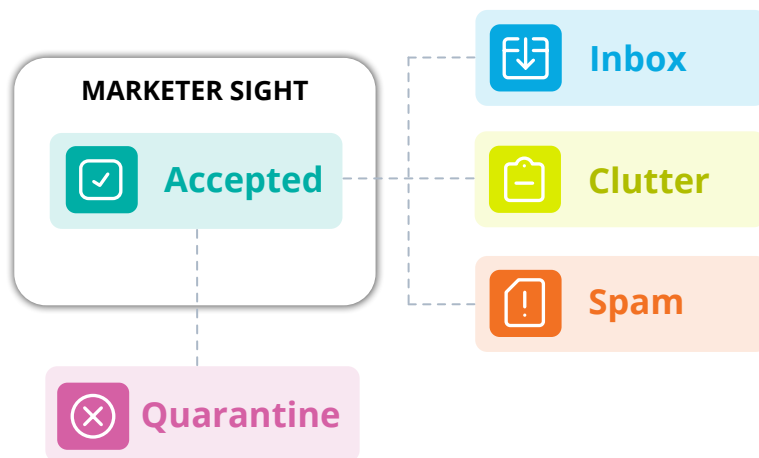 MARKETER SIGHT
Accepted
Inbox
Clutter
Spam
Quarantine